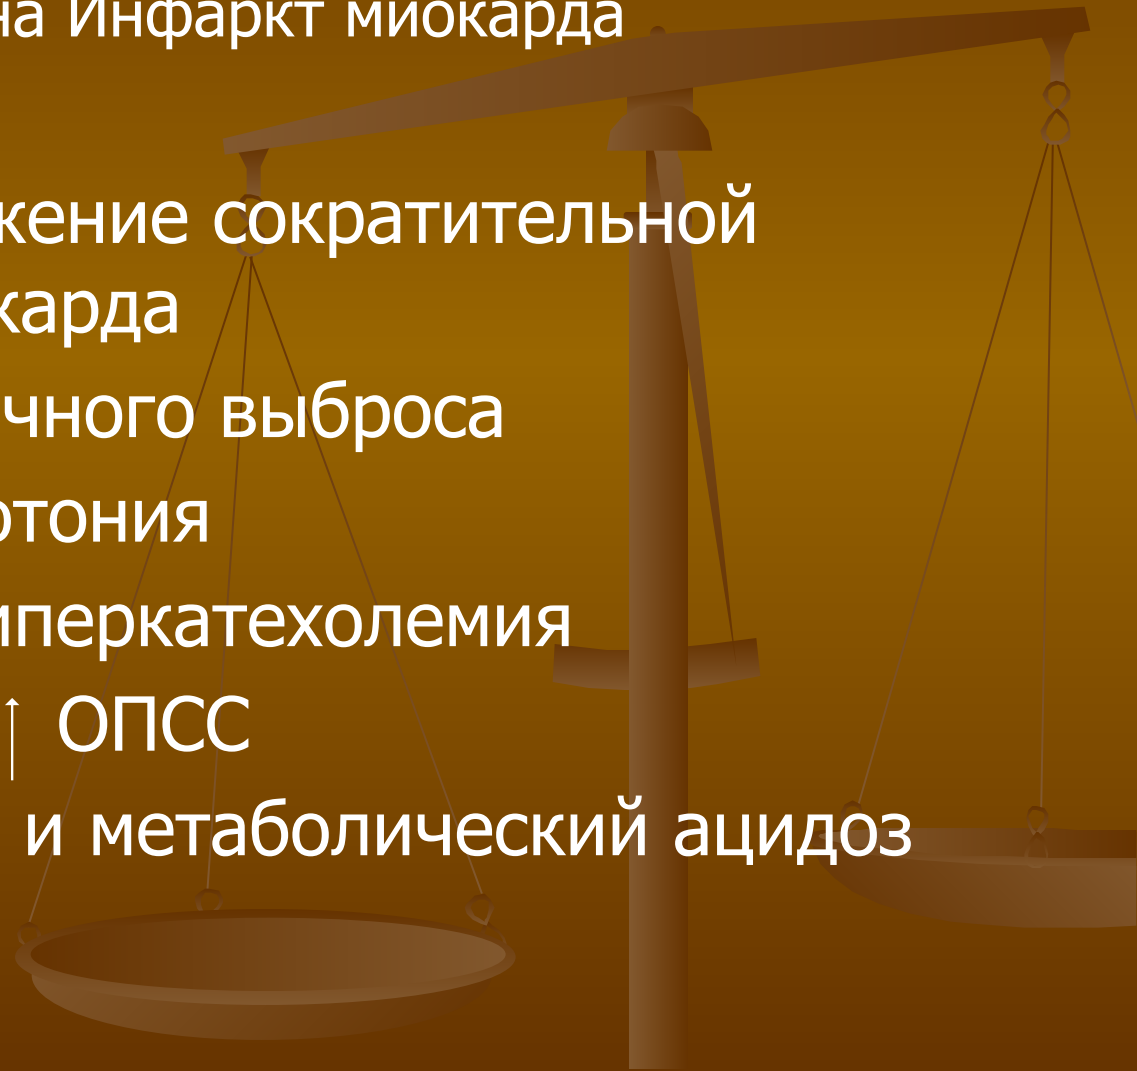 на Инфаркт миокарда
жение сократительной
карда
чного выброса
отония
иперкатехолемия
↑ ОПСС
и метаболический ацидоз